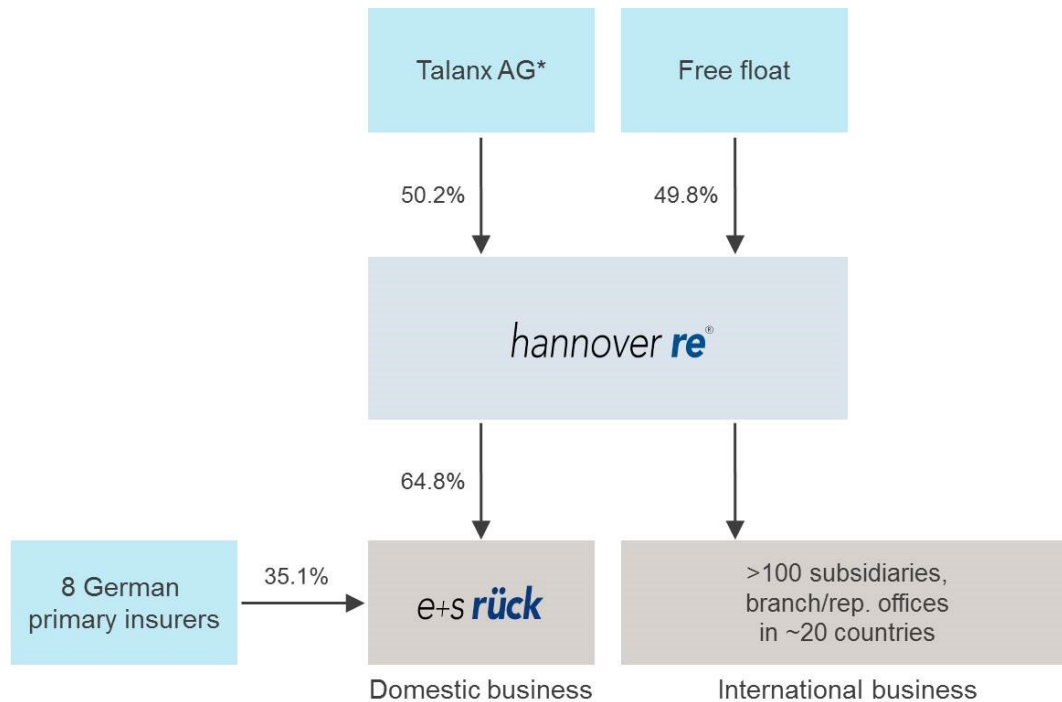 Talanx AG*
Free float
50.2%
49.8%
hannover re®
64.8%
8 German
primary insurers
35.1%
e+s rück
>100 subsidiaries,
branch/rep. offices
in ~20 countries
Domestic business
International business